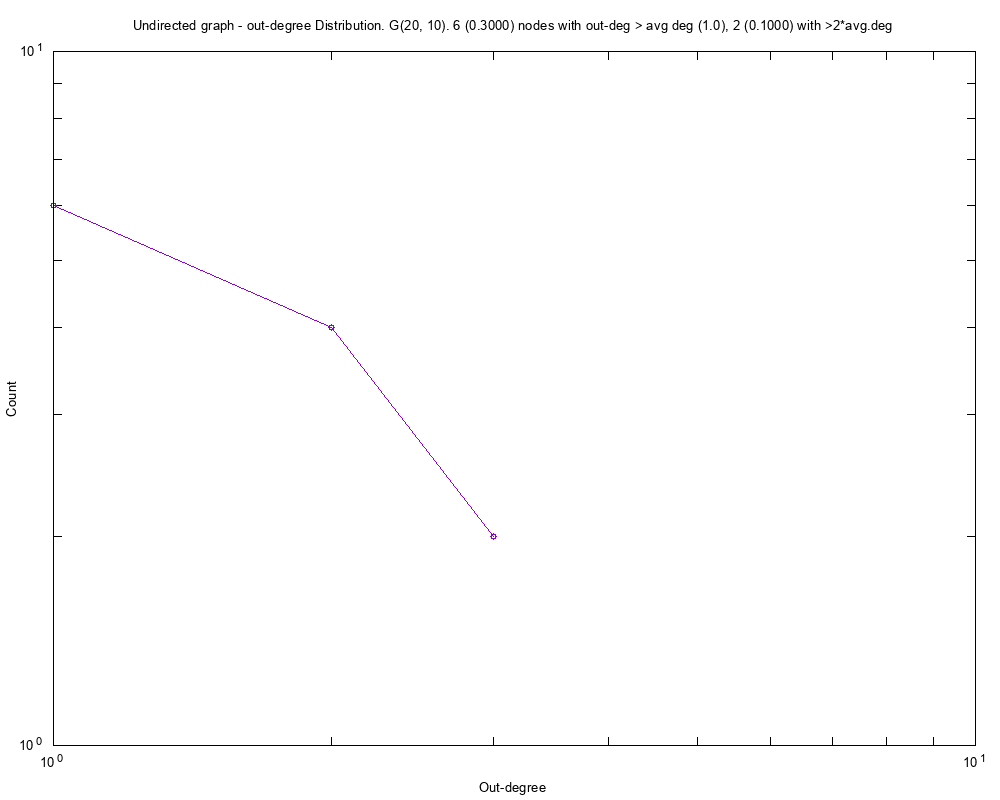 Undirected graph - out-degree Distribution. G(20, 10). 6 (0.3000) nodes with out-deg > avg deg (1.0), 2 (0.1000) with >2*avg.deg
10^1
Count
10^0
10^0 10^1
Out-degree